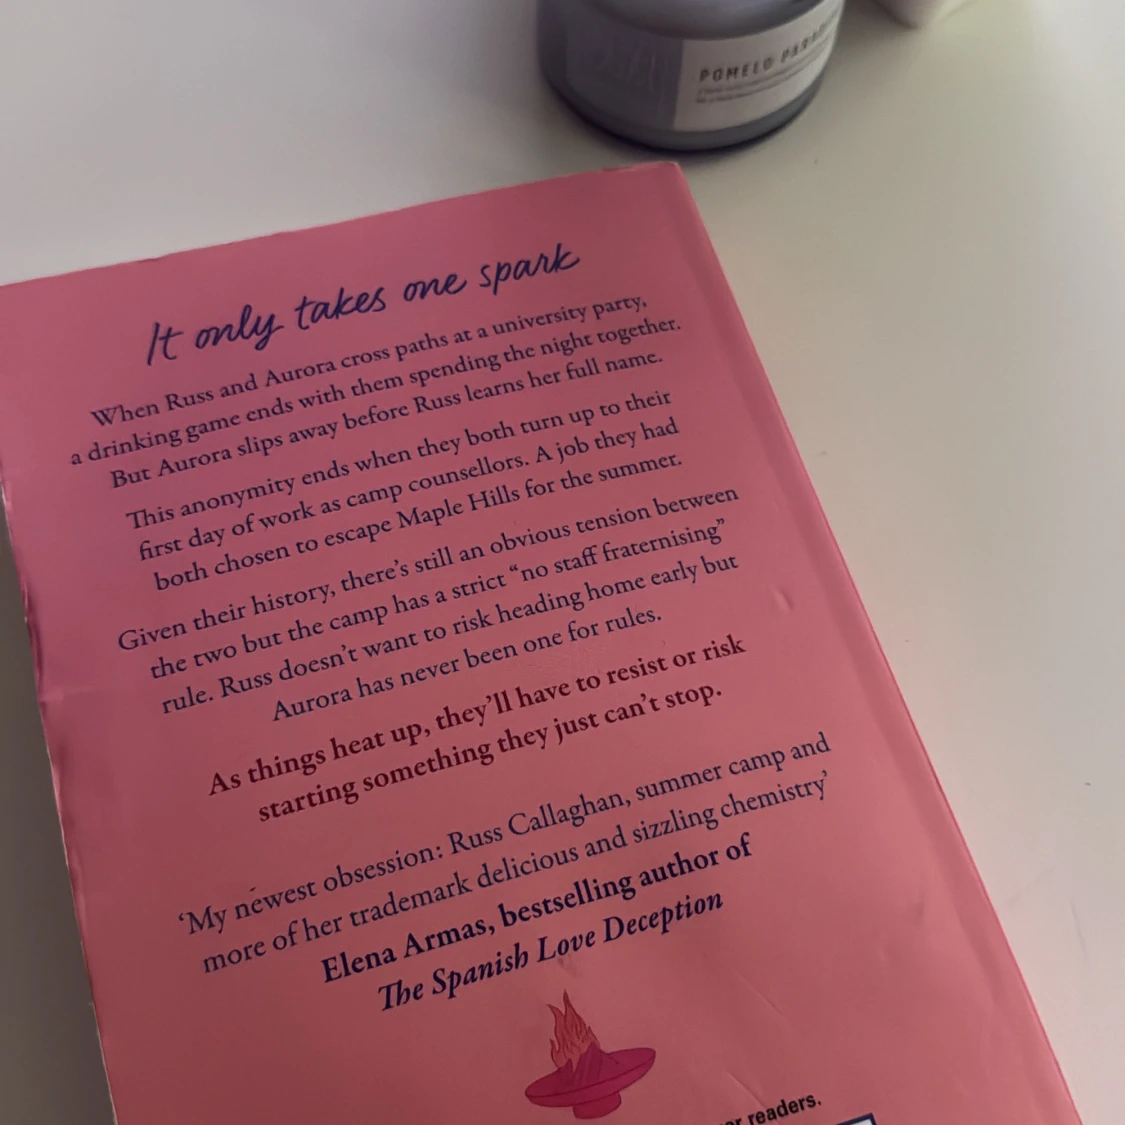 POMELO
It only takes one spark
When Russ and Aurora cross paths at a university party,
a drinking game ends with them spending the night together.
But Aurora slips away before Russ learns her full name.
This anonymity ends when they both turn up to their
first day of work as camp counsellors. A job they had
both chosen to escape Maple Hills for the summer.
Given their history, there's still an obvious tension between
the two but the camp has a strict “no staff fraternising”
rule. Russ doesn't want to risk heading home early but
Aurora has never been one for rules.
As things heat up, they'll have to resist or risk
starting something they just can't stop.
‘My newest obsession: Russ Callaghan, summer camp and
more of her trademark delicious and sizzling chemistry’
Elena Armas, bestselling author of
The Spanish Love Deception
readers.